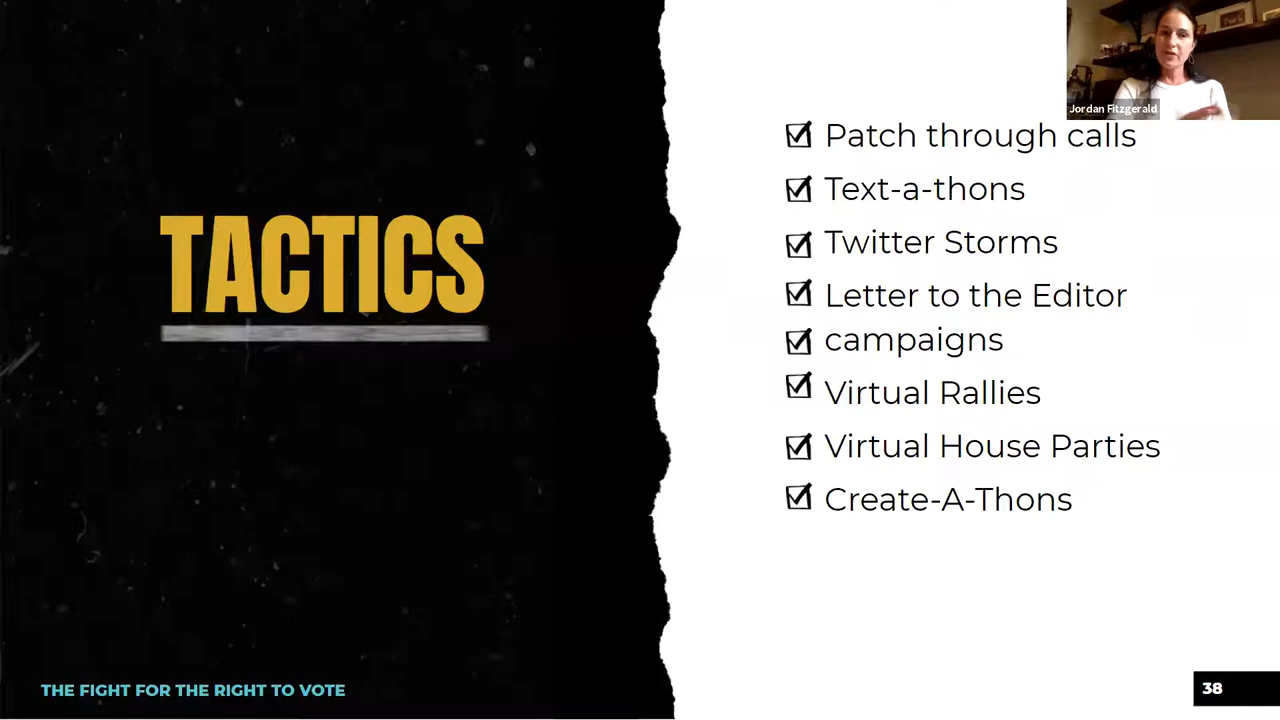 Jordan Fitzgerald
TACTICS
Patch through calls
Text-a-thons
Twitter Storms
Letter to the Editor
campaigns
Virtual Rallies
Virtual House Parties
Create-A-Thons
THE FIGHT FOR THE RIGHT TO VOTE
38